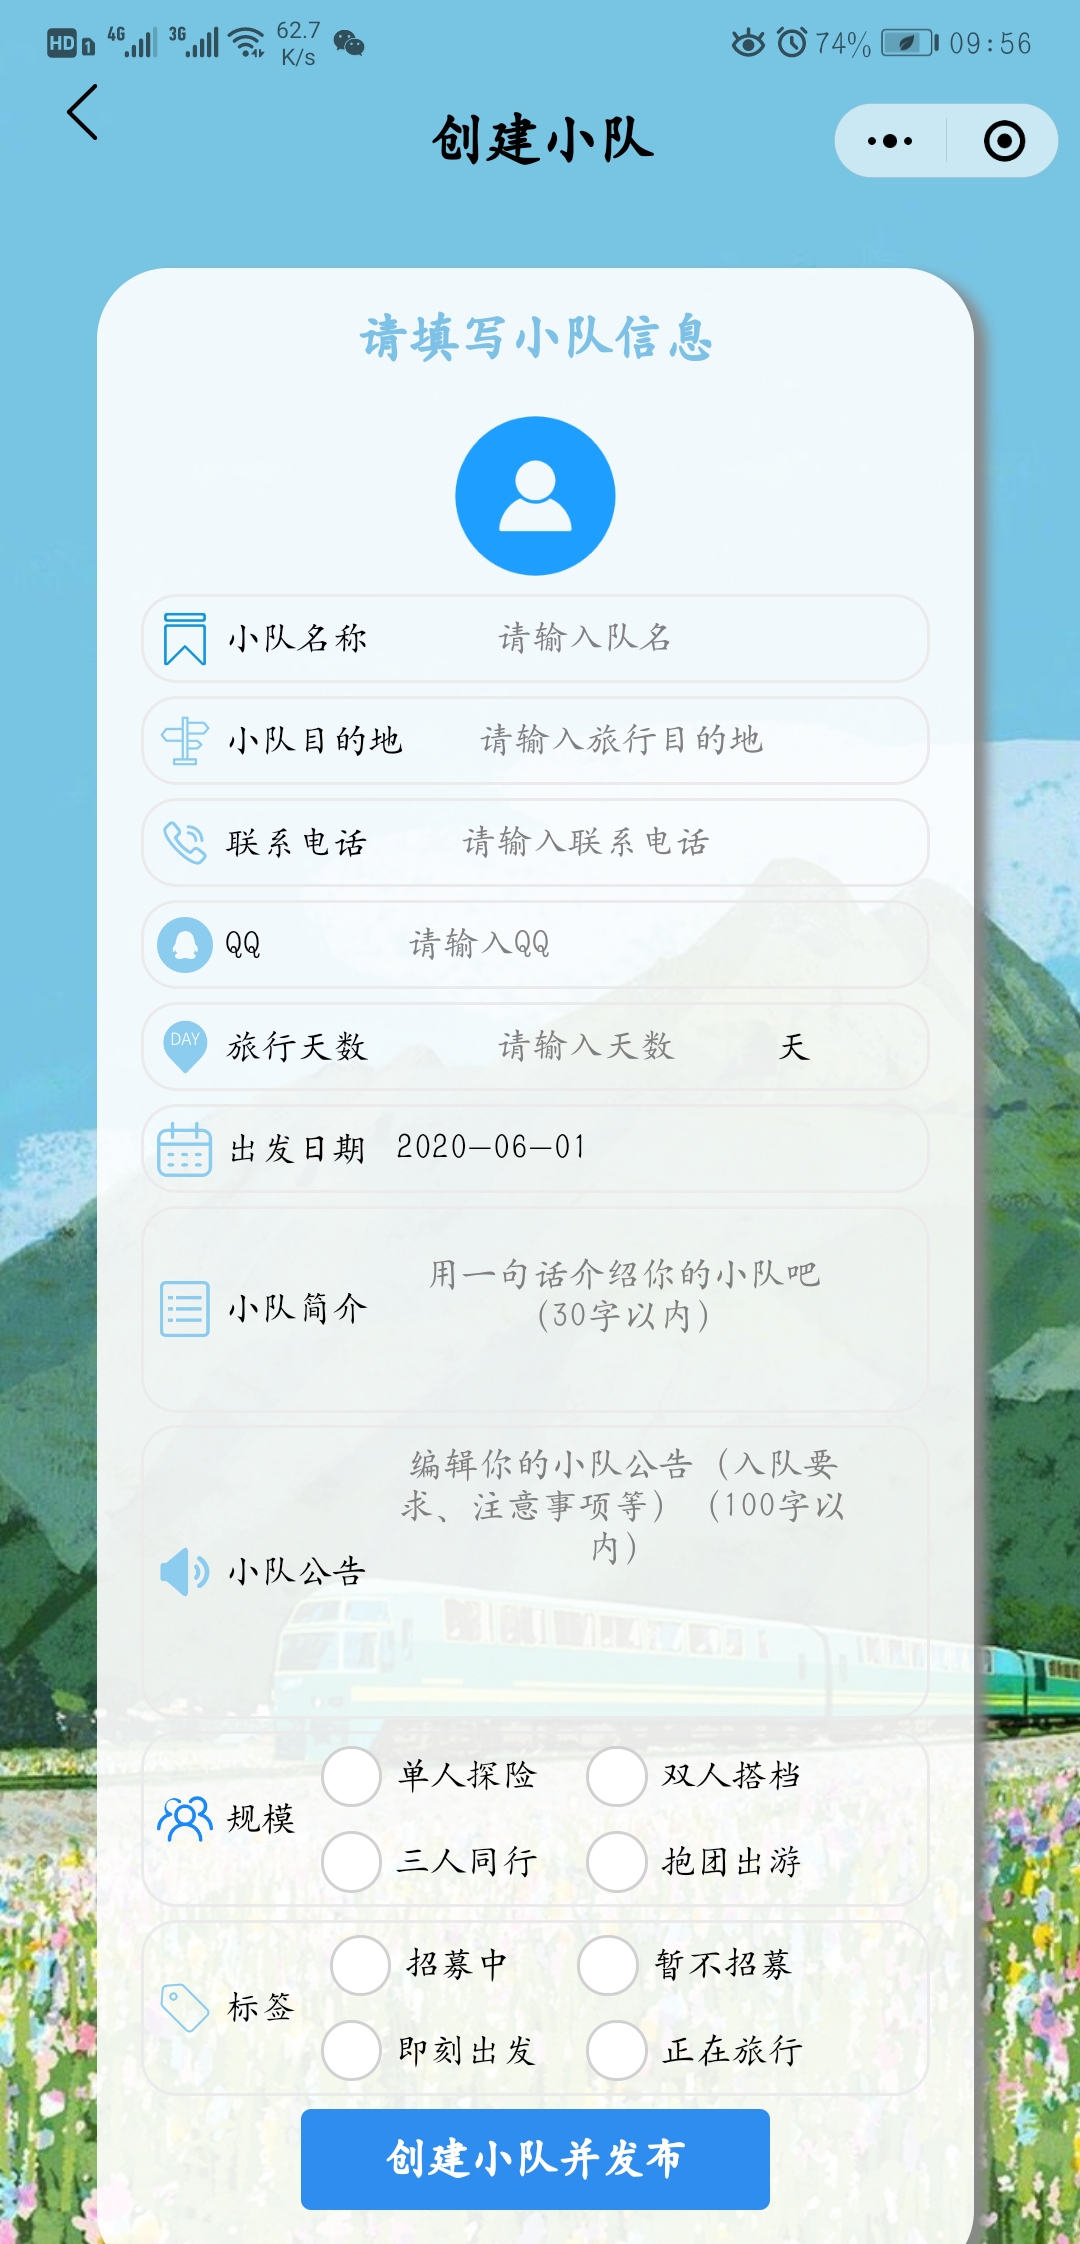 HD 1 4G 3G 62.7 K/s 74% 09:56
创建小队
请填写小队信息
小队名称 请输入队名
小队目的地 请输入旅行目的地
联系电话 请输入联系电话
QQ 请输入QQ
DAY 旅行天数 请输入天数 天
出发日期 2020-06-01
用一句话介绍你的小队吧
（30字以内）
小队简介
编辑你的小队公告（入队要
求、注意事项等）（100字以
内）
小队公告
单人探险 双人搭档
规模
三人同行 抱团出游
招募中 暂不招募
标签
即刻出发 正在旅行
创建小队并发布